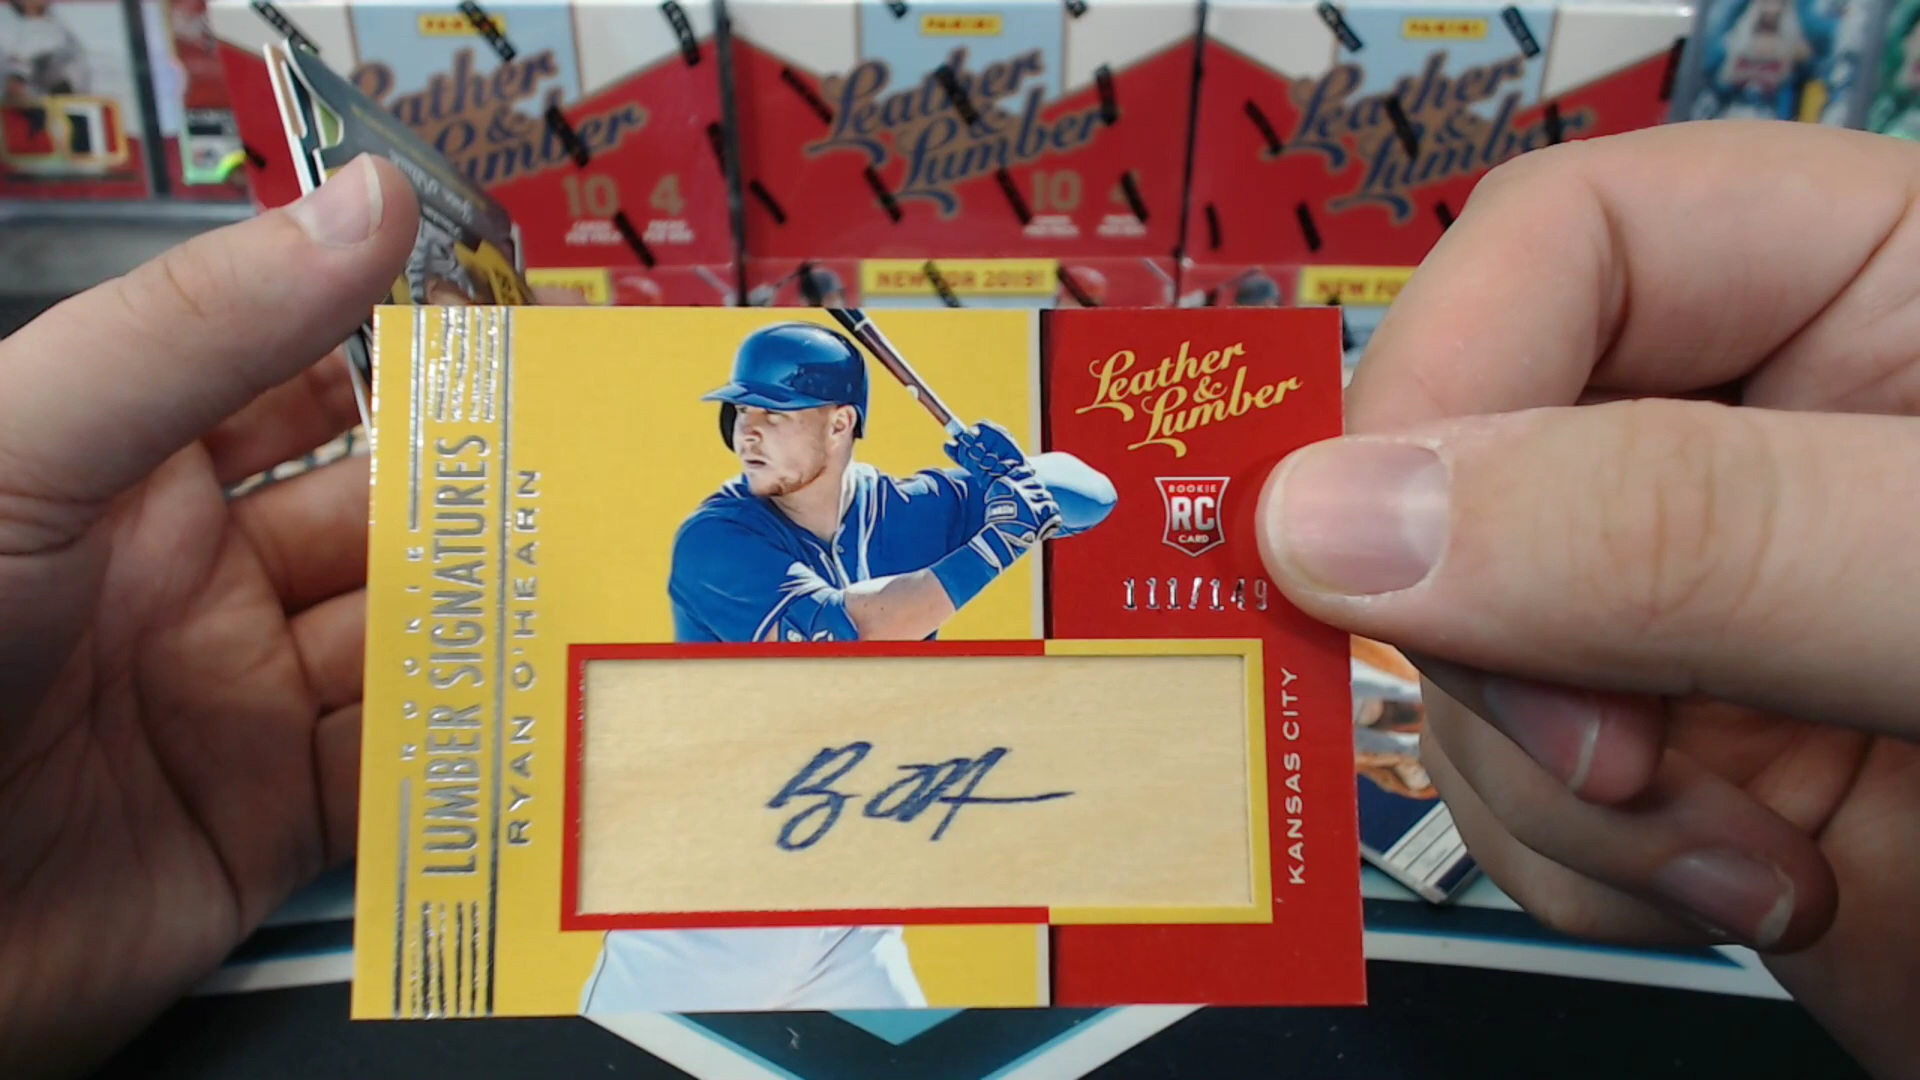 PANINI
PANINI
PANINI
Leather
& Lumber
Leather
& Lumber
Leather
& Lumber
10 4
10
NEW FOR 2019!
NEW
ROOKIE
LUMBER SIGNATURES
RYAN O'HEARN
Leather
& Lumber
ROOKIE
RC
CARD
111/149
KANSAS CITY